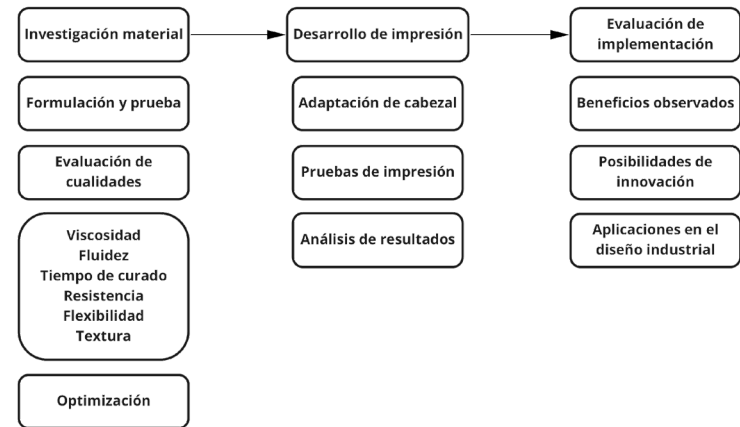 Investigación material
Formulación y prueba
Evaluación de
cualidades
Viscosidad
Fluidez
Tiempo de curado
Resistencia
Flexibilidad
Textura
Optimización
Desarrollo de impresión
Adaptación de cabezal
Pruebas de impresión
Análisis de resultados
Evaluación de
implementación
Beneficios observados
Posibilidades de
innovación
Aplicaciones en el
diseño industrial